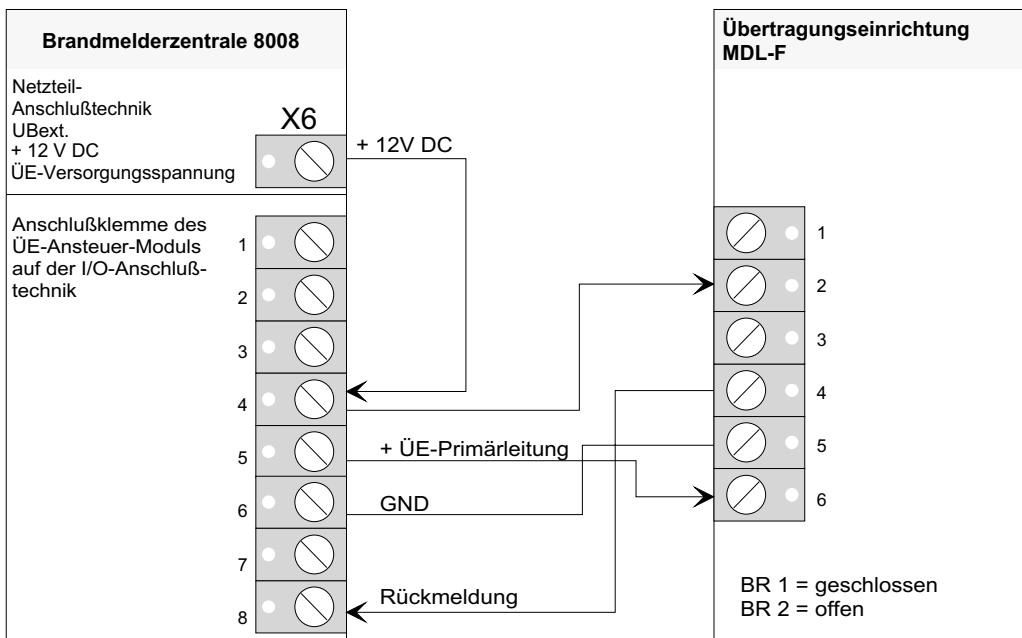 Brandmelderzentrale 8008
Netzteil-
Anschlußtechnik
UBext.
+ 12 V DC
ÜE-Versorgungsspannung
X6
+ 12V DC
Anschlußklemme des
ÜE-Ansteuer-Moduls
auf der I/O-Anschluß-
technik
1
2
3
4
5
6
7
8
+ ÜE-Primärleitung
GND
Rückmeldung
Übertragungseinrichtung
MDL-F
1
2
3
4
5
6
BR 1 = geschlossen
BR 2 = offen